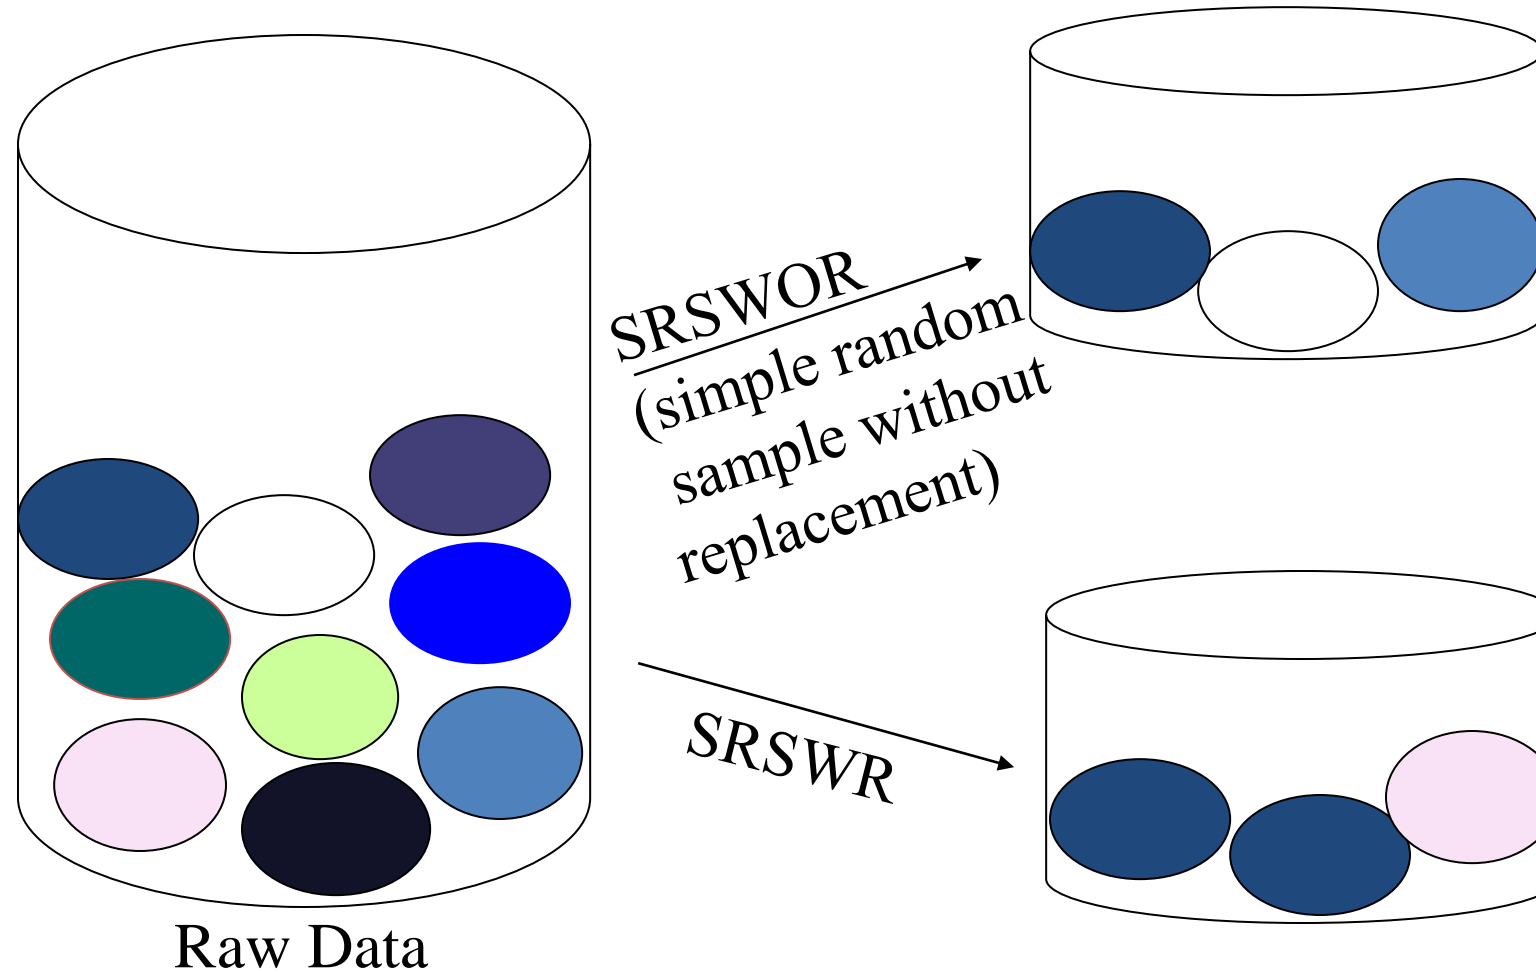 SRSWOR
(simple random
sample without
replacement)
SRSWR
Raw Data